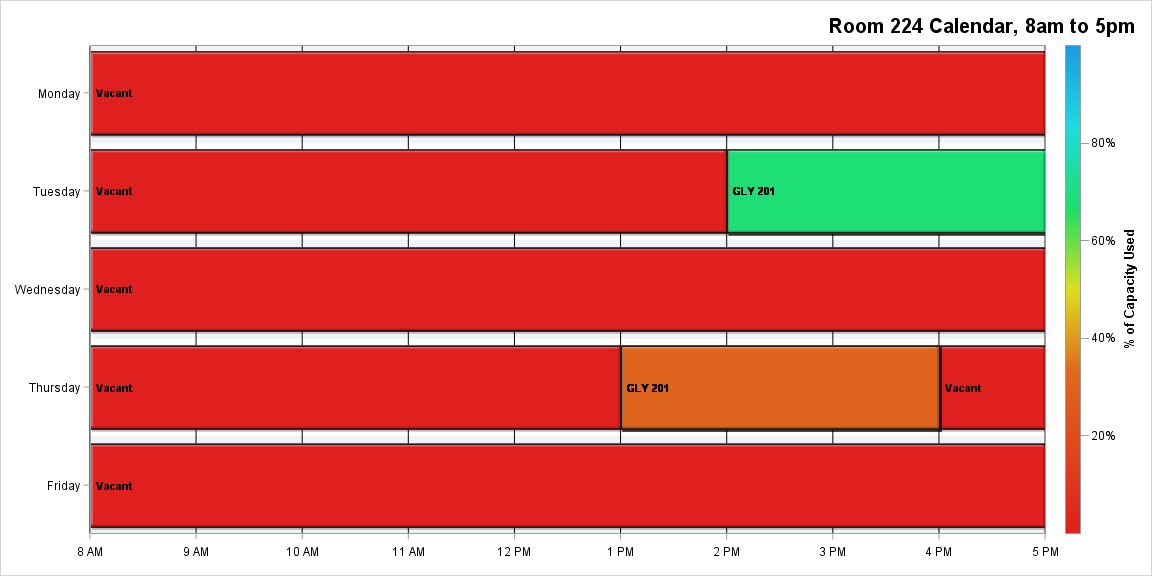 Room 224 Calendar, 8am to 5pm
Monday
Vacant
Tuesday
Vacant
GLY 201
Wednesday
Vacant
Thursday
Vacant
GLY 201
Vacant
Friday
Vacant
8 AM
9 AM
10 AM
11 AM
12 PM
1 PM
2 PM
3 PM
4 PM
5 PM
80%
60%
40%
20%
% of Capacity Used